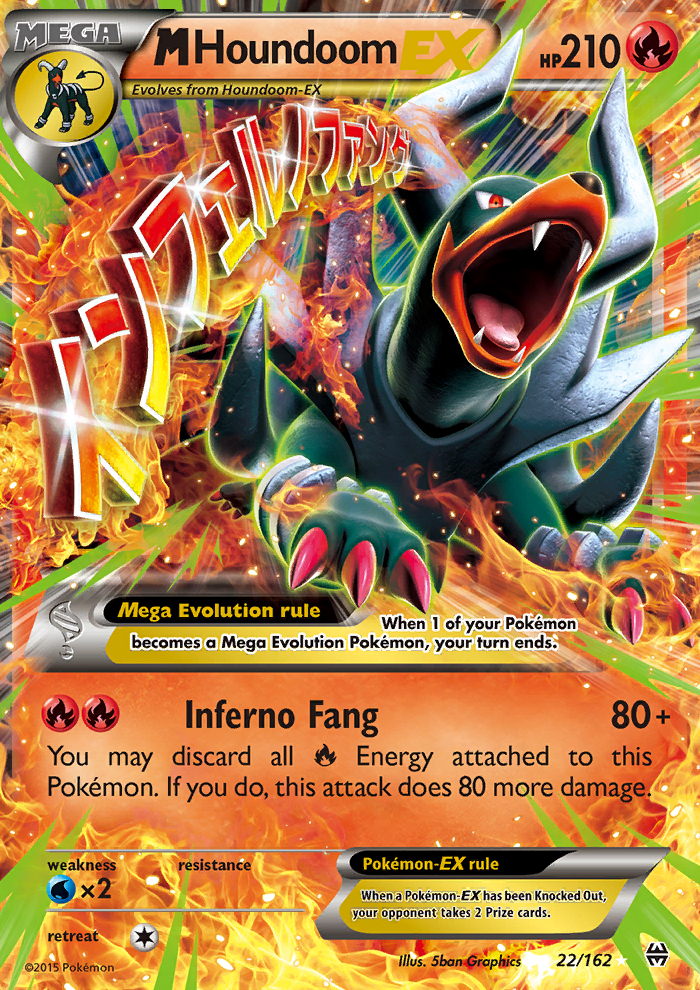 MEGA
M Houndoom EX HP210
Evolves from Houndoom-EX
インフェルノファング
Mega Evolution rule
When 1 of your Pokémon
becomes a Mega Evolution Pokémon, your turn ends.
Inferno Fang 80+
You may discard all Energy attached to this
Pokémon. If you do, this attack does 80 more damage.
weakness resistance
×2
Pokémon-EX rule
When a Pokémon-EX has been Knocked Out,
your opponent takes 2 Prize cards.
retreat
©2015 Pokémon
Illus. 5ban Graphics 22/162